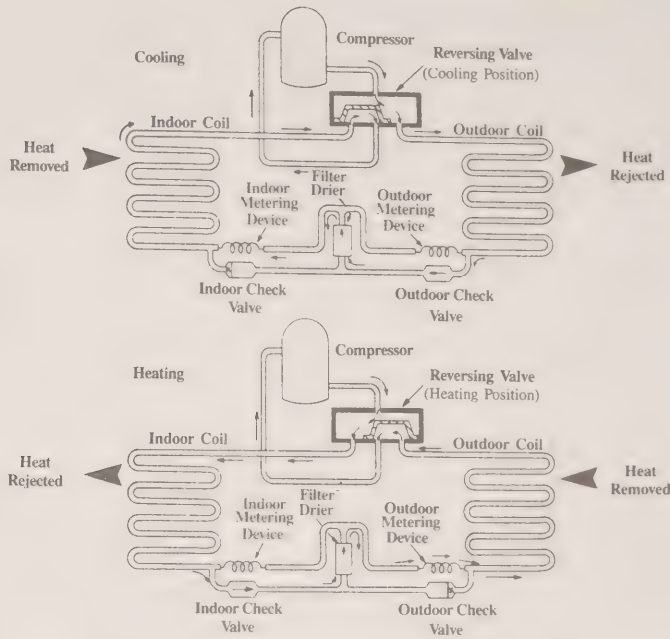 Cooling
Compressor
Reversing Valve
(Cooling Position)
Indoor Coil
Outdoor Coil
Heat
Removed
Heat
Rejected
Indoor
Metering
Device
Filter
Drier
Outdoor
Metering
Device
Indoor Check
Valve
Outdoor Check
Valve
Heating
Compressor
Reversing Valve
(Heating Position)
Indoor Coil
Outdoor Coil
Heat
Rejected
Heat
Removed
Indoor
Metering
Device
Filter
Drier
Outdoor
Metering
Device
Indoor Check
Valve
Outdoor Check
Valve